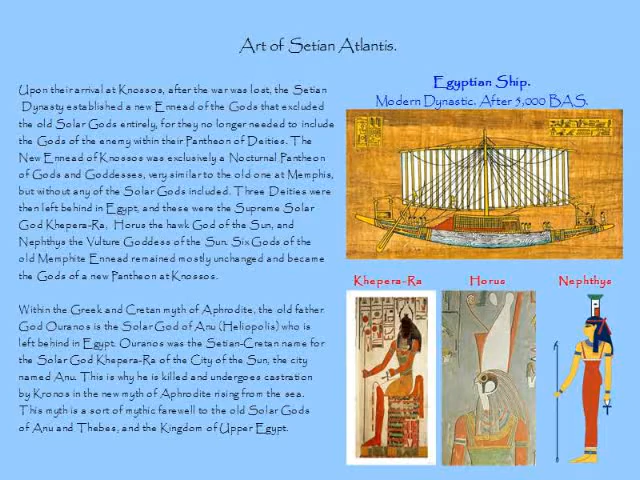 Art of Setian Atlantis.
Upon their arrival at Knossos, after the war was lost, the Setian
Dynasty established a new Ennead of the Gods that excluded
the old Solar Gods entirely, for they no longer needed to include
the Gods of the enemy within their Pantheon of Deities. The
New Ennead of Knossos was exclusively a Nocturnal Pantheon
of Gods and Goddesses, very similar to the old one at Memphis,
but without any of the Solar Gods included. Three Deities were
then left behind in Egypt, and these were the Supreme Solar
God Khepera-Ra, Horus the hawk God of the Sun, and
Nephthys the Vulture Goddess of the Sun. Six Gods of the
old Memphite Ennead remained mostly unchanged and became
the Gods of a new Pantheon at Knossos.
Within the Greek and Cretan myth of Aphrodite, the old father
God Ouranos is the Solar God of Anu (Heliopolis) who is
left behind in Egypt. Ouranos was the Setian-Cretan name for
the Solar God Khepera-Ra of the City of the Sun, the city
named Anu. This is why he is killed and undergoes castration
by Kronos in the new myth of Aphrodite rising from the sea.
This myth is a sort of mythic farewell to the old Solar Gods
of Anu and Thebes, and the Kingdom of Upper Egypt.
Egyptian Ship.
Modern Dynastic. After 5,000 BAS.
Khepera-Ra
Horus
Nephthys